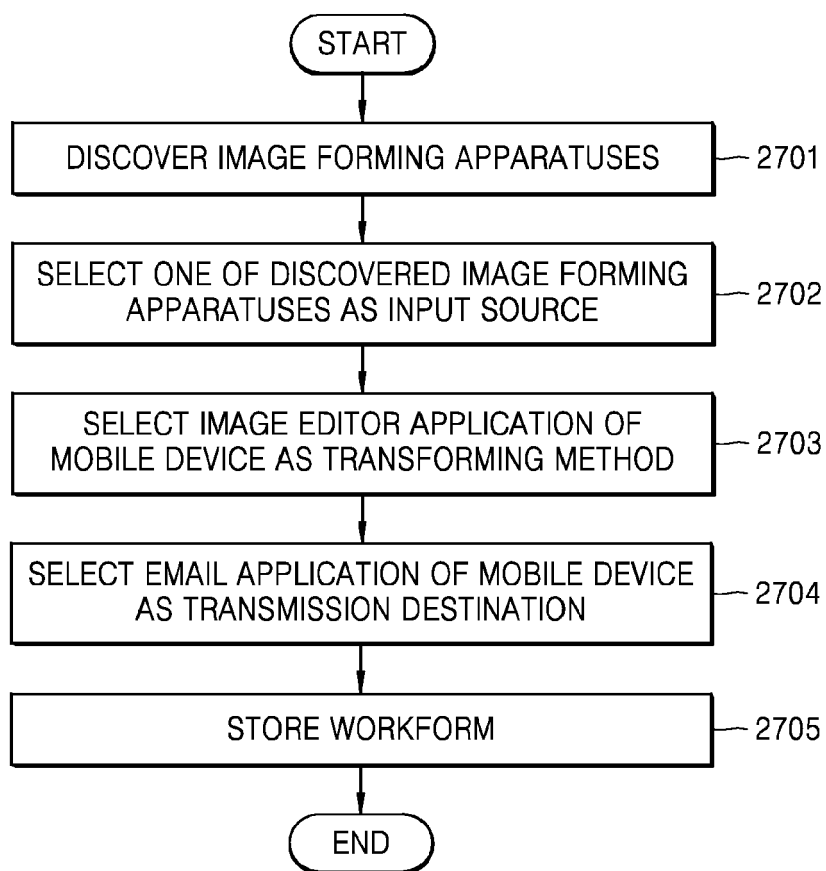 START
DISCOVER IMAGE FORMING APPARATUSES
2701
SELECT ONE OF DISCOVERED IMAGE FORMING
APPARATUSES AS INPUT SOURCE
2702
SELECT IMAGE EDITOR APPLICATION OF
MOBILE DEVICE AS TRANSFORMING METHOD
2703
SELECT EMAIL APPLICATION OF MOBILE DEVICE
AS TRANSMISSION DESTINATION
2704
STORE WORKFORM
2705
END